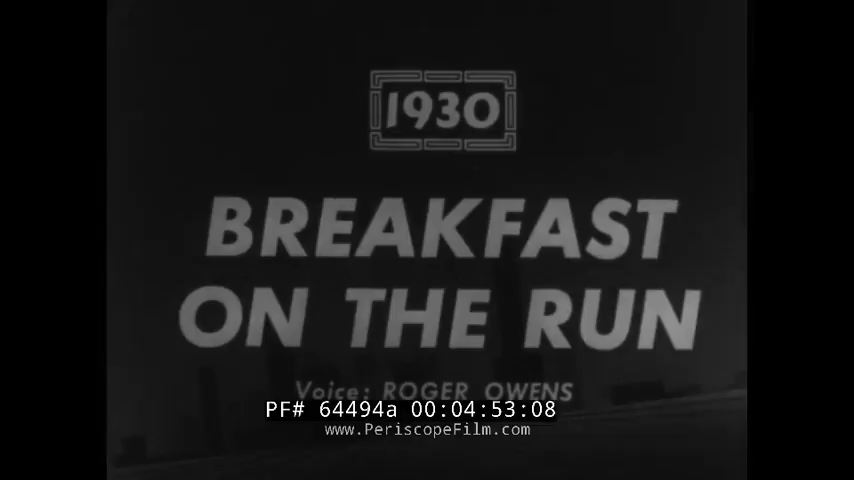 1930
BREAKFAST
ON THE RUN
Voice: ROGER OWENS
PF# 64494a 00:04:53:08
www.PeriscopeFilm.com